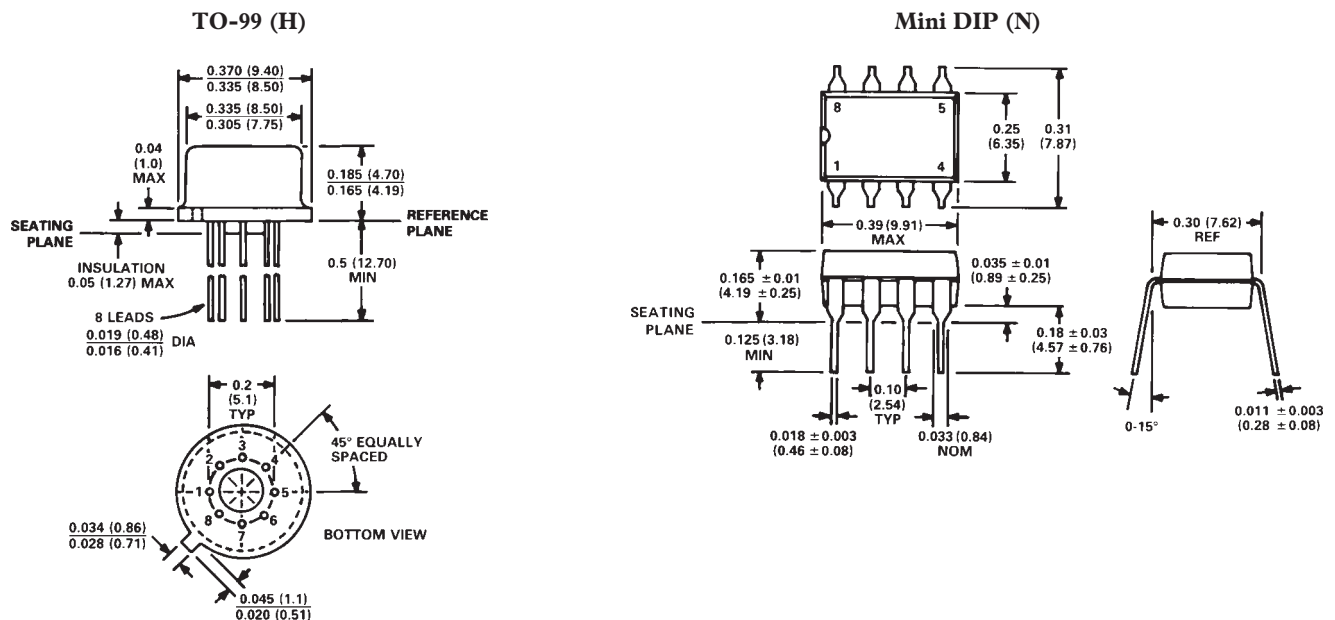 TO-99 (H)
0.370 (9.40)
0.335 (8.50)
0.335 (8.50)
0.305 (7.75)
0.04
(1.0)
MAX
0.185 (4.70)
0.165 (4.19)
SEATING
PLANE
REFERENCE
PLANE
INSULATION
0.05 (1.27) MAX
0.5 (12.70)
MIN
8 LEADS
0.019 (0.48)
0.016 (0.41)
DIA
0.2
(5.1)
TYP
45° EQUALLY
SPACED
3
2
4
1
5
8
6
7
0.034 (0.86)
0.028 (0.71)
BOTTOM VIEW
0.045 (1.1)
0.020 (0.51)
Mini DIP (N)
8
5
1
4
0.25
(6.35)
0.31
(7.87)
0.39 (9.91)
MAX
0.165 ±0.01
(4.19 ±0.25)
0.035 ±0.01
(0.89 ±0.25)
SEATING
PLANE
0.125 (3.18)
MIN
0.18 ±0.03
(4.57 ±0.76)
0.10
(2.54)
TYP
0.018 ±0.003
(0.46 ±0.08)
0.033 (0.84)
NOM
0.30 (7.62)
REF
0-15°
0.011 ±0.003
(0.28 ±0.08)